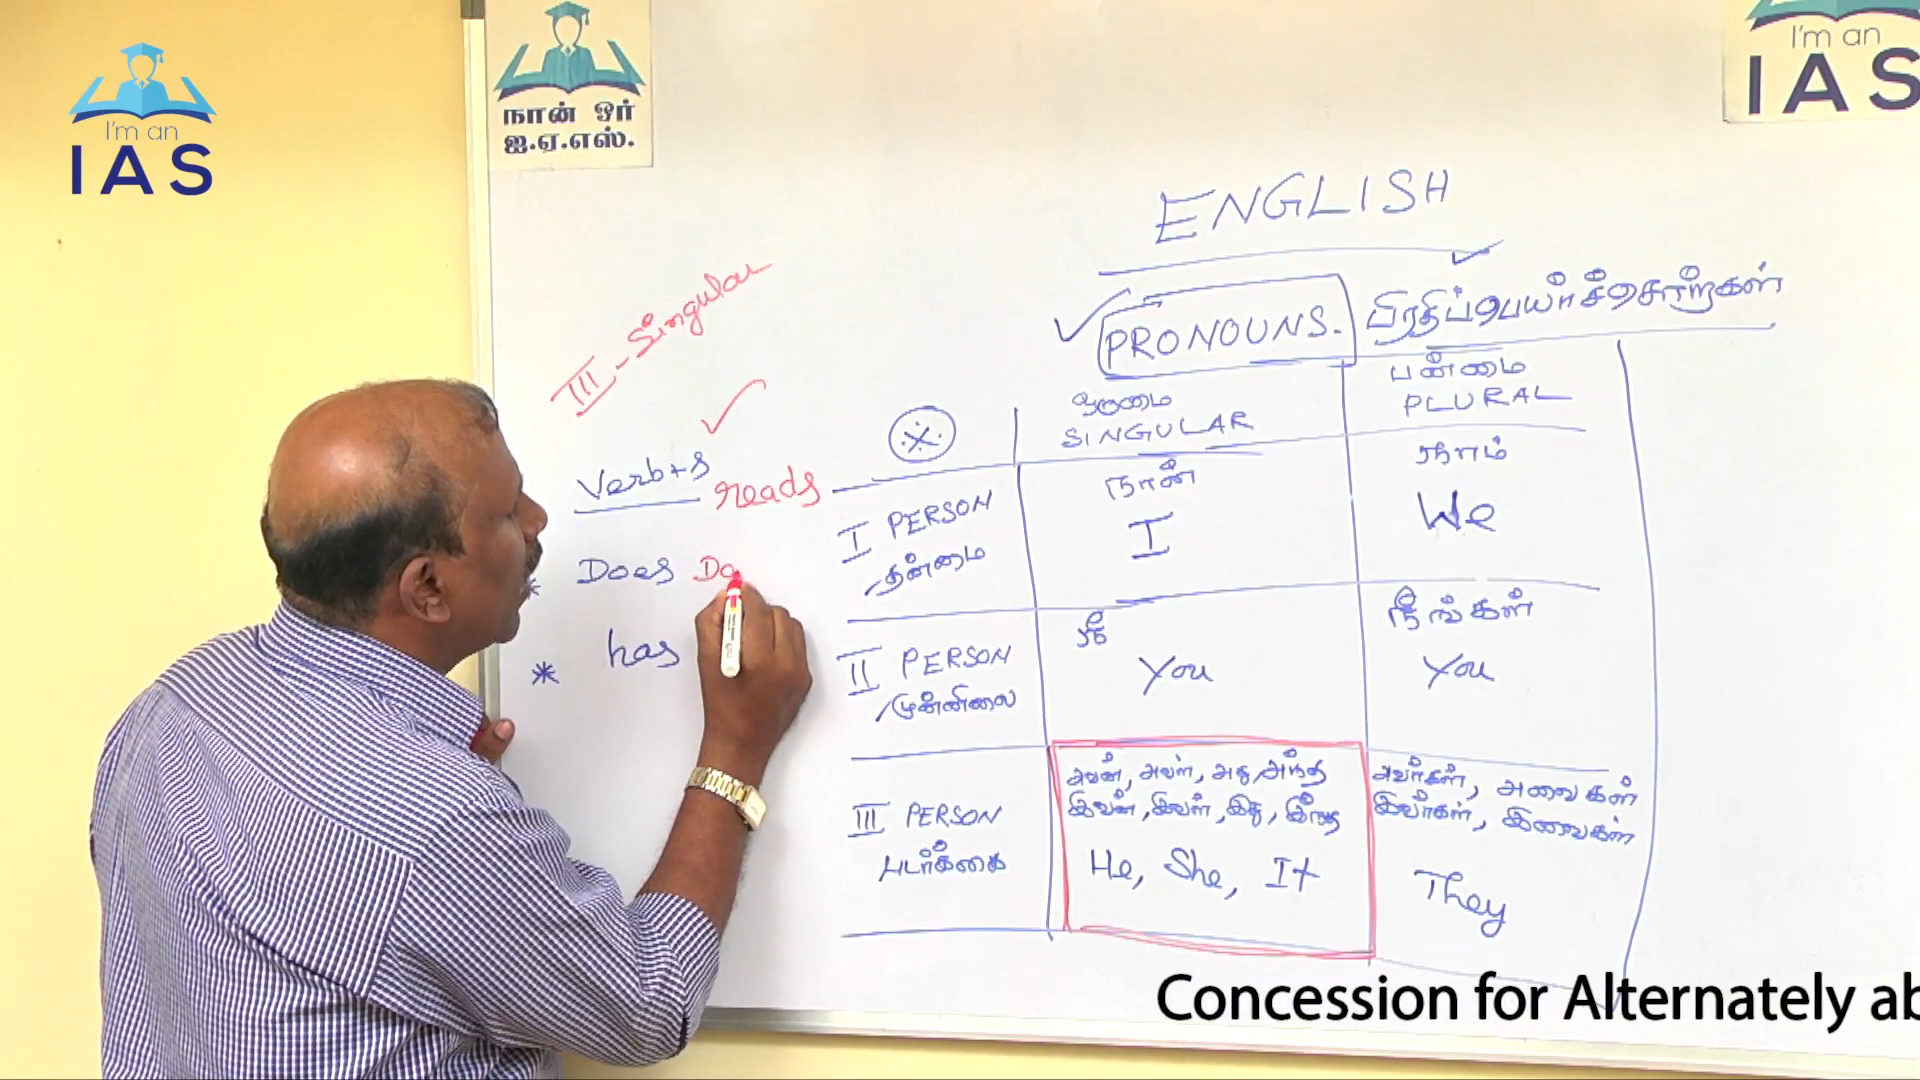 I'm an
IAS
நான் ஓர்
ஐ.ஏ.எஸ்.
I'm an
IAS
ENGLISH
PRONOUNS. பிரதிப்பெயர்ச்சொற்கள்
III - Singular
ஒருமை
SINGULAR
பன்மை
PLURAL
Verb+s reads
Does Do
* has
I PERSON
தன்மை
நான்
I
நாம்
We
II PERSON
முன்னிலை
நீ
You
நீங்கள்
You
III PERSON
படர்க்கை
அவன், அவள், அது, அந்த
இவன், இவள், இது, இந்த
He, She, It
அவர்கள், அவைகள்
இவர்கள், இவைகள்
They
Concession for Alternately ab